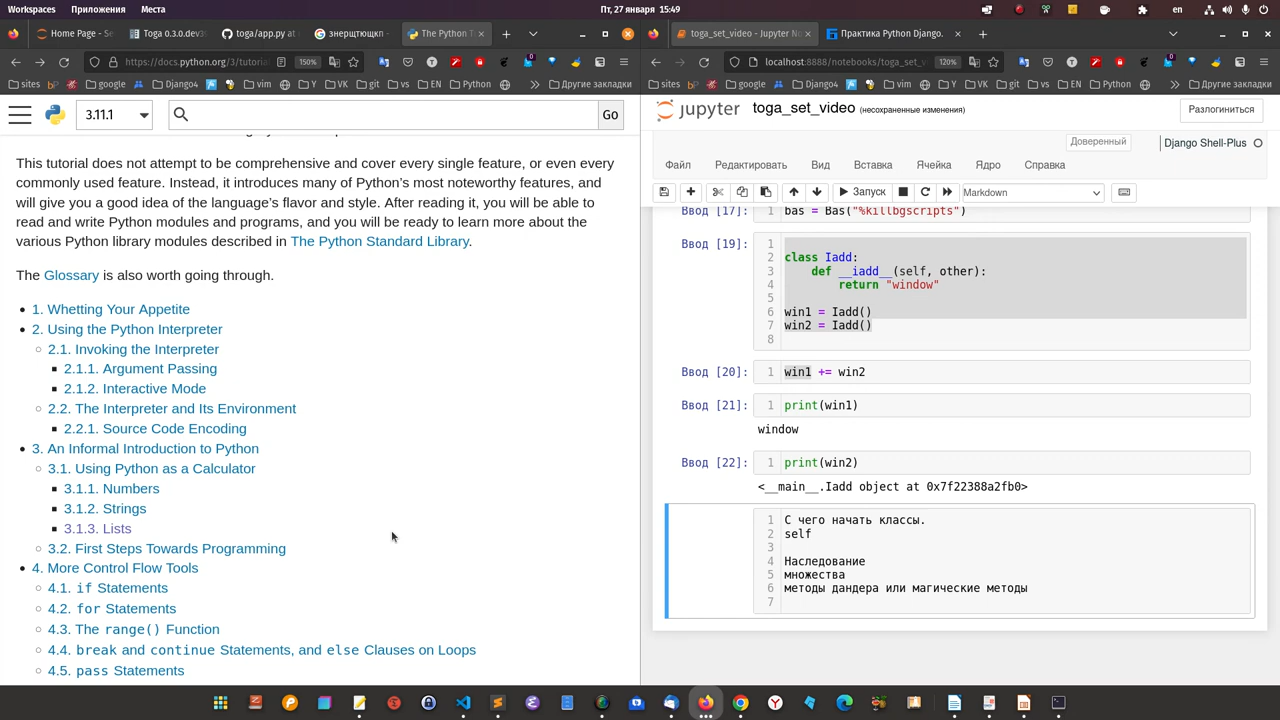 Workspaces Программы Места Пт, 27 января 15:49 en
Home Page - Se Toga 0.3.0.dev3 toga/app.py at знерщтющкп - The Python T
toga_set_video - Jupyter No Практика Python Django.
https://docs.python.org/3/tutoria 150%
localhost:8888/notebooks/toga_set_v 120%
sites google Django4 vim Y VK git vs EN Python Другие закладки
sites google Django4 vim Y VK git vs EN Python Другие закладки
3.11.1 Go
jupyter toga_set_video (несохраненные изменения) Разлогиниться
Доверенный Django Shell-Plus
Файл Редактировать Вид Вставка Ячейка Ядро Справка
Запуск Markdown
This tutorial does not attempt to be comprehensive and cover every single feature, or even every
commonly used feature. Instead, it introduces many of Python's most noteworthy features, and
will give you a good idea of the language's flavor and style. After reading it, you will be able to
read and write Python modules and programs, and you will be ready to learn more about the
various Python library modules described in The Python Standard Library.
The Glossary is also worth going through.
1. Whetting Your Appetite
2. Using the Python Interpreter
2.1. Invoking the Interpreter
2.1.1. Argument Passing
2.1.2. Interactive Mode
2.2. The Interpreter and Its Environment
2.2.1. Source Code Encoding
3. An Informal Introduction to Python
3.1. Using Python as a Calculator
3.1.1. Numbers
3.1.2. Strings
3.1.3. Lists
3.2. First Steps Towards Programming
4. More Control Flow Tools
4.1. if Statements
4.2. for Statements
4.3. The range() Function
4.4. break and continue Statements, and else Clauses on Loops
4.5. pass Statements
Ввод [17]: 1 bas = Bas("%killbgscripts")
Ввод [19]: 1
2 class Iadd:
3 def __iadd__(self, other):
4 return "window"
5
6 win1 = Iadd()
7 win2 = Iadd()
8
Ввод [20]: 1 win1 += win2
Ввод [21]: 1 print(win1)
window
Ввод [22]: 1 print(win2)
<__main__.Iadd object at 0x7f22388a2fb0>
1 С чего начать классы.
2 self
3
4 Наследование
5 множества
6 методы дандера или магические методы
7